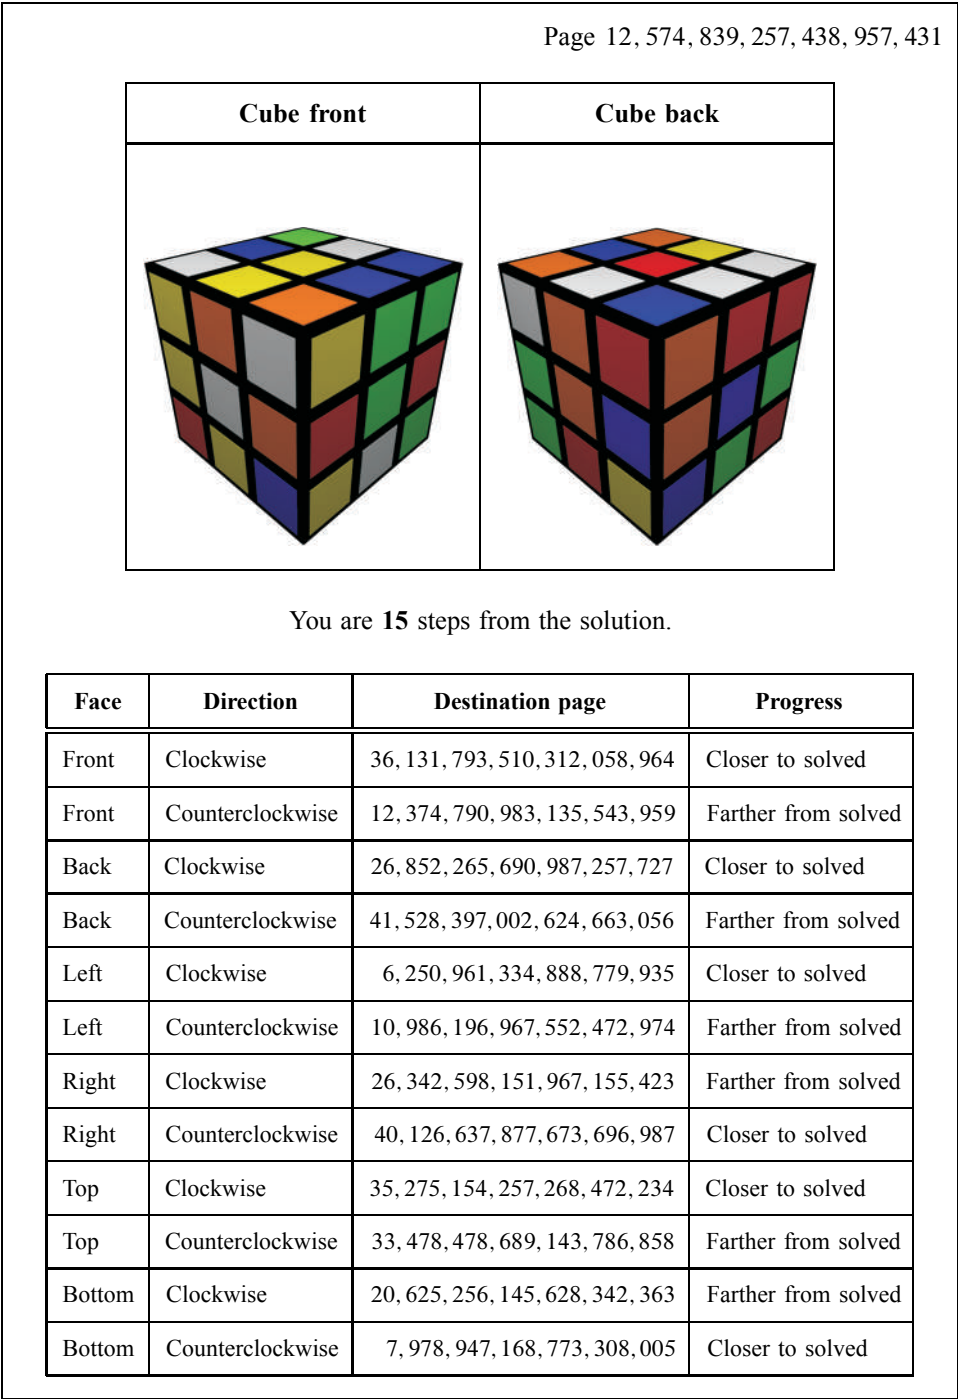 Page 12, 574, 839, 257, 438, 957, 431
Cube front Cube back
You are 15 steps from the solution.
Face Direction Destination page Progress
Front Clockwise 36, 131, 793, 510, 312, 058, 964 Closer to solved
Front Counterclockwise 12, 374, 790, 983, 135, 543, 959 Farther from solved
Back Clockwise 26, 852, 265, 690, 987, 257, 727 Closer to solved
Back Counterclockwise 41, 528, 397, 002, 624, 663, 056 Farther from solved
Left Clockwise 6, 250, 961, 334, 888, 779, 935 Closer to solved
Left Counterclockwise 10, 986, 196, 967, 552, 472, 974 Farther from solved
Right Clockwise 26, 342, 598, 151, 967, 155, 423 Farther from solved
Right Counterclockwise 40, 126, 637, 877, 673, 696, 987 Closer to solved
Top Clockwise 35, 275, 154, 257, 268, 472, 234 Closer to solved
Top Counterclockwise 33, 478, 478, 689, 143, 786, 858 Farther from solved
Bottom Clockwise 20, 625, 256, 145, 628, 342, 363 Farther from solved
Bottom Counterclockwise 7, 978, 947, 168, 773, 308, 005 Closer to solved